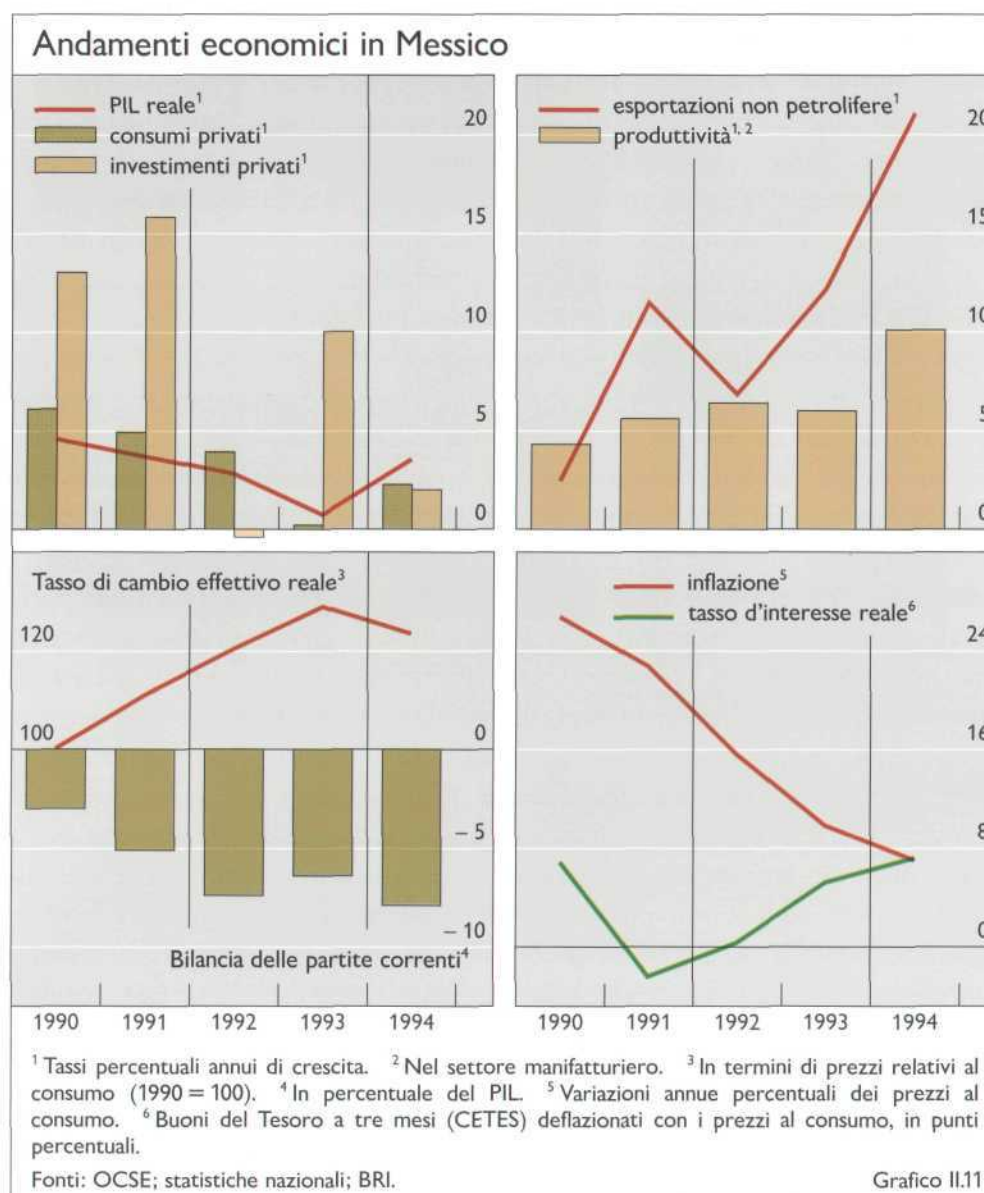 Andamenti economici in Messico
PIL reale¹
consumi privati¹
investimenti privati¹
20
15
10
5
0
esportazioni non petrolifere¹
produttività¹,²
20
15
10
5
0
Tasso di cambio effettivo reale³
120
100
0
– 5
– 10
Bilancia delle partite correnti⁴
1990 1991 1992 1993 1994
inflazione⁵
tasso d'interesse reale⁶
24
16
8
0
1990 1991 1992 1993 1994
¹ Tassi percentuali annui di crescita. ² Nel settore manifatturiero. ³ In termini di prezzi relativi al
consumo (1990 = 100). ⁴ In percentuale del PIL. ⁵ Variazioni annue percentuali dei prezzi al
consumo. ⁶ Buoni del Tesoro a tre mesi (CETES) deflazionati con i prezzi al consumo, in punti
percentuali.
Fonti: OCSE; statistiche nazionali; BRI. Grafico II.11